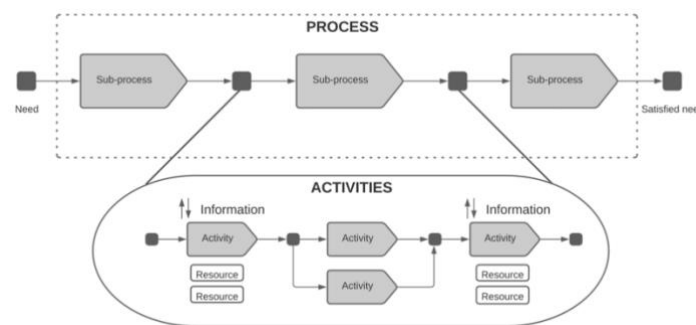 PROCESS
Sub-process
Sub-process
Sub-process
Need
Satisfied nee
ACTIVITIES
Information
Information
Activity
Activity
Activity
Activity
Resource
Resource
Resource
Resource